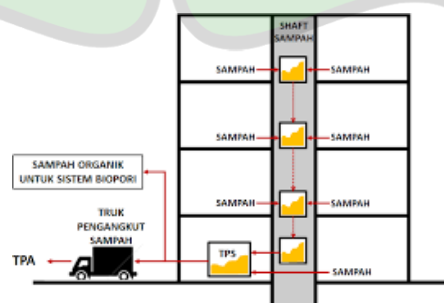 SHAFT
SAMPAH
SAMPAH SAMPAH
SAMPAH SAMPAH
SAMPAH SAMPAH
SAMPAH ORGANIK
UNTUK SISTEM BIOPORI
TRUK
PENGANGKUT
SAMPAH
TPA
TPS
SAMPAH